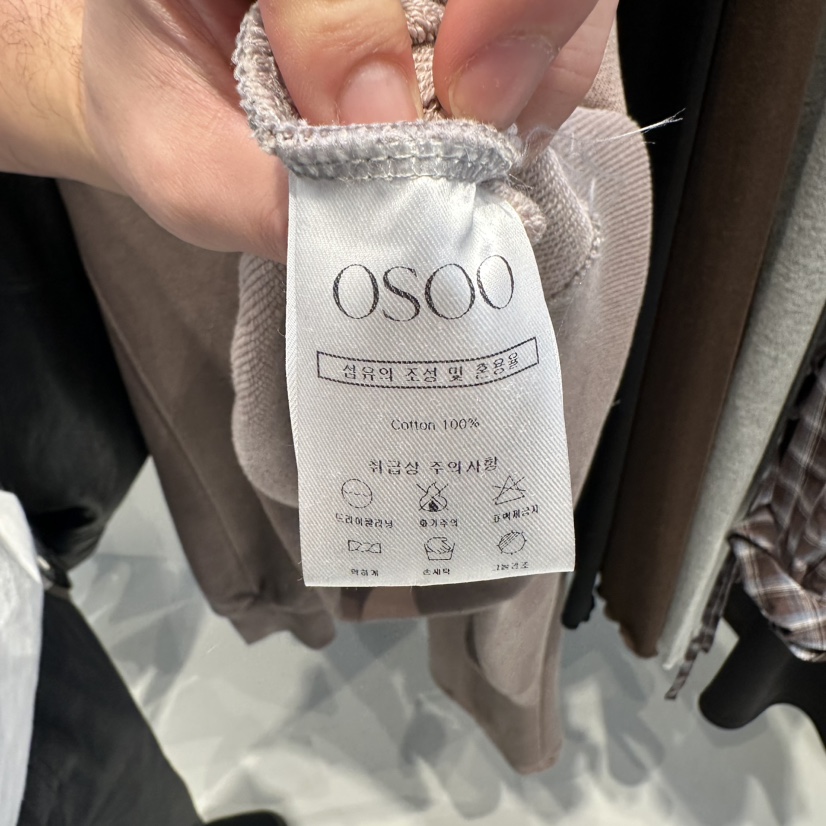 OSOO
섬유의 조성 및 혼용율
Cotton 100%
취급상 주의사항
드라이클리닝 화기주의 표백제금지
약하게 손세탁 그늘건조